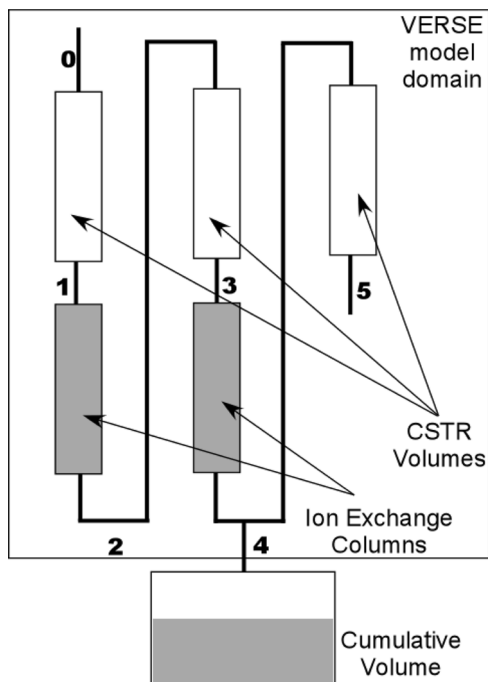 VERSE
model
domain
0
1
3
5
CSTR
Volumes
Ion Exchange
Columns
2
4
Cumulative
Volume